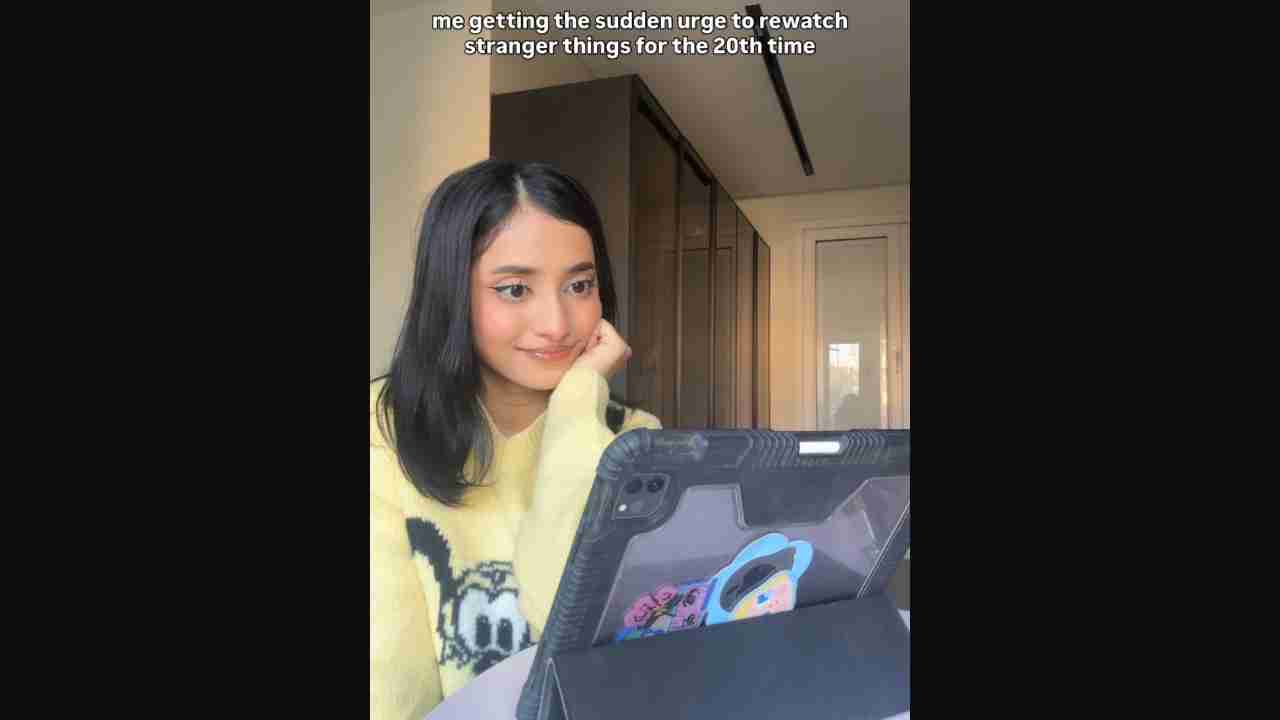 me getting the sudden urge to rewatch
stranger things for the 20th time